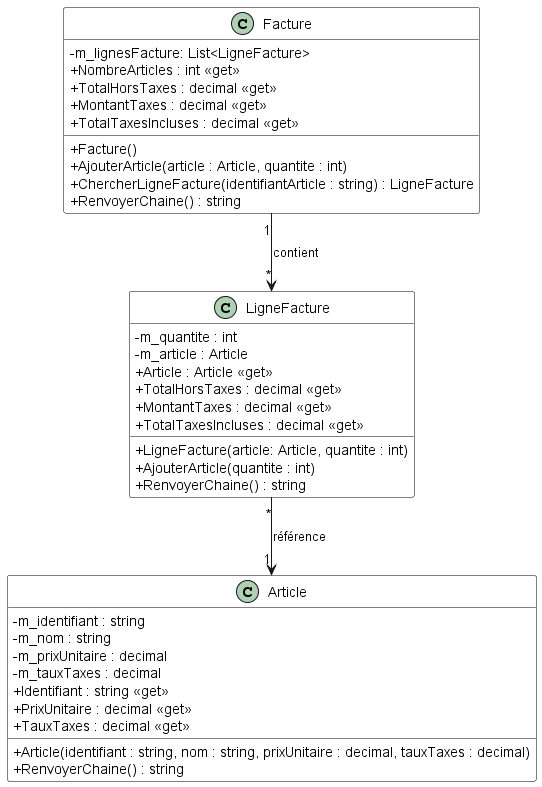 C Facture
-m_lignesFacture: List<LigneFacture>
+NombreArticles : int «get»
+TotalHorsTaxes : decimal «get»
+MontantTaxes : decimal «get»
+TotalTaxesIncluses : decimal «get»
+Facture()
+AjouterArticle(article : Article, quantite : int)
+ChercherLigneFacture(identifiantArticle : string) : LigneFacture
+RenvoyerChaine() : string
1
contient
*
C LigneFacture
-m_quantite : int
-m_article : Article
+Article : Article «get»
+TotalHorsTaxes : decimal «get»
+MontantTaxes : decimal «get»
+TotalTaxesIncluses : decimal «get»
+LigneFacture(article: Article, quantite : int)
+AjouterArticle(quantite : int)
+RenvoyerChaine() : string
*
référence
1
C Article
-m_identifiant : string
-m_nom : string
-m_prixUnitaire : decimal
-m_tauxTaxes : decimal
+Identifiant : string «get»
+PrixUnitaire : decimal «get»
+TauxTaxes : decimal «get»
+Article(identifiant : string, nom : string, prixUnitaire : decimal, tauxTaxes : decimal)
+RenvoyerChaine() : string